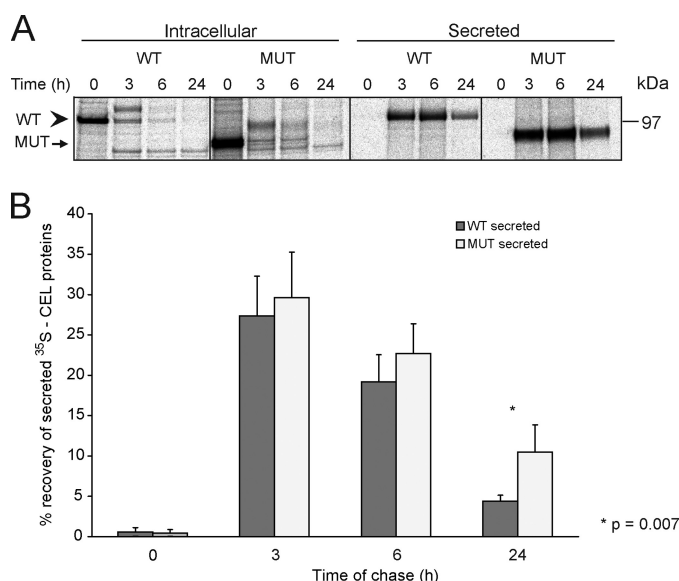 A
Intracellular Secreted
WT MUT WT MUT
Time (h) 0 3 6 24 0 3 6 24 0 3 6 24 0 3 6 24 kDa
WT
97
MUT
B
% recovery of secreted ³⁵S - CEL proteins
40
35
30
25
20
15
10
5
0
WT secreted
MUT secreted
*
* p = 0.007
0 3 6 24
Time of chase (h)